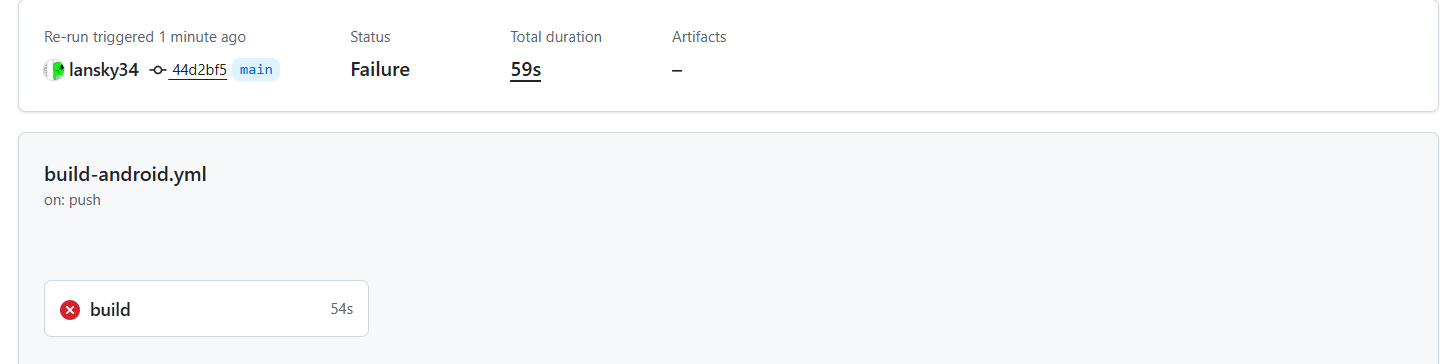 Re-run triggered 1 minute ago Status Total duration Artifacts
lansky34 44d2bf5 main Failure 59s –
build-android.yml
on: push
build 54s